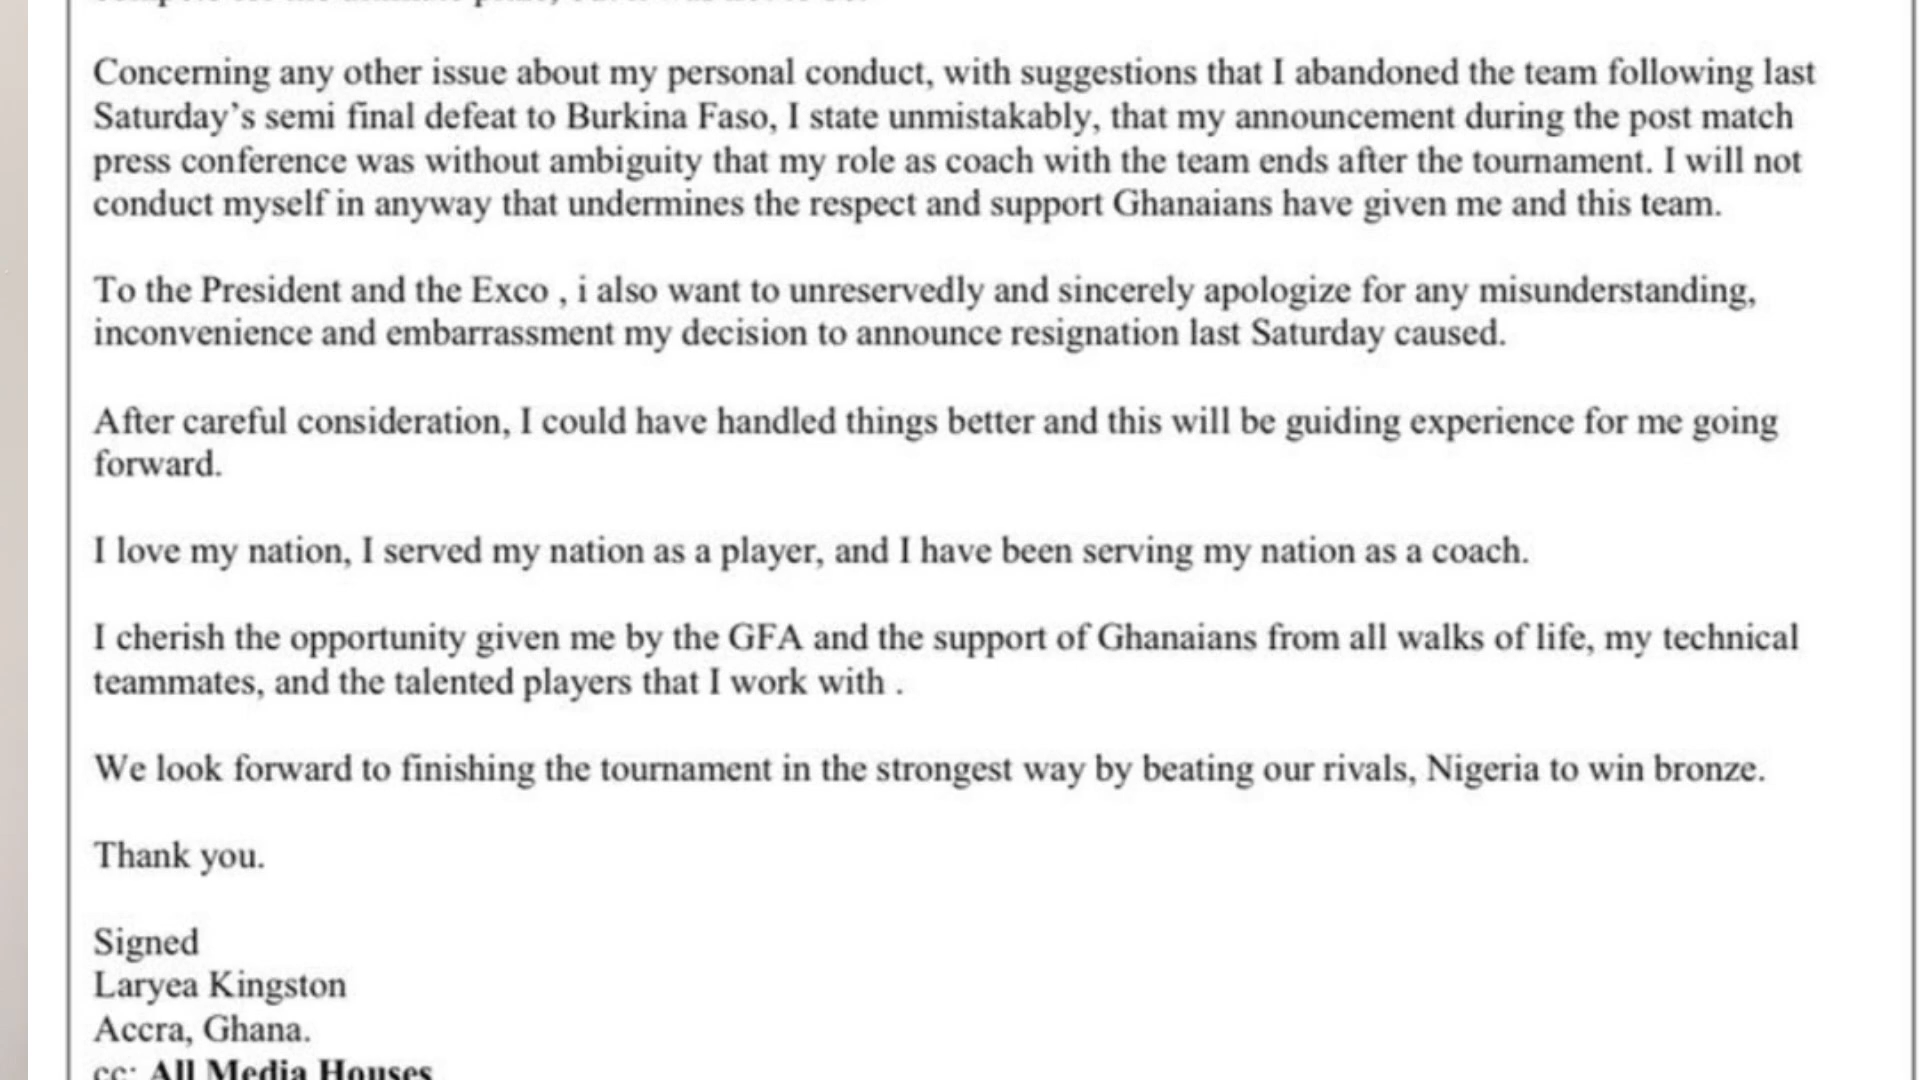 Concerning any other issue about my personal conduct, with suggestions that I abandoned the team following last
Saturday's semi final defeat to Burkina Faso, I state unmistakably, that my announcement during the post match
press conference was without ambiguity that my role as coach with the team ends after the tournament. I will not
conduct myself in anyway that undermines the respect and support Ghanaians have given me and this team.
To the President and the Exco , i also want to unreservedly and sincerely apologize for any misunderstanding,
inconvenience and embarrassment my decision to announce resignation last Saturday caused.
After careful consideration, I could have handled things better and this will be guiding experience for me going
forward.
I love my nation, I served my nation as a player, and I have been serving my nation as a coach.
I cherish the opportunity given me by the GFA and the support of Ghanaians from all walks of life, my technical
teammates, and the talented players that I work with .
We look forward to finishing the tournament in the strongest way by beating our rivals, Nigeria to win bronze.
Thank you.
Signed
Laryea Kingston
Accra, Ghana.
cc: All Media Houses